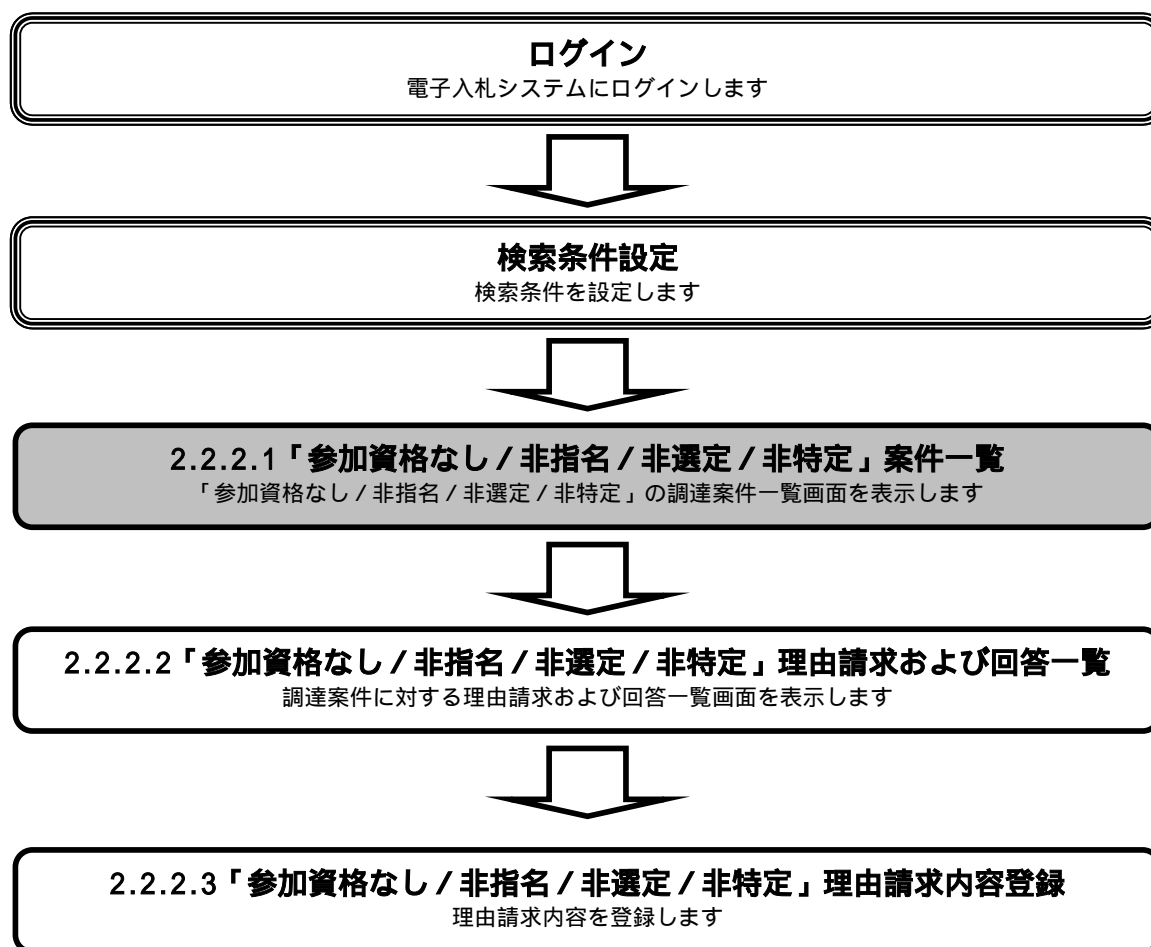 ログイン
電子入札システムにログインします
検索条件設定
検索条件を設定します
2.2.2.1「参加資格なし/非指名/非選定/非特定」案件一覧
「参加資格なし/非指名/非選定/非特定」の調達案件一覧画面を表示します
2.2.2.2「参加資格なし/非指名/非選定/非特定」理由請求および回答一覧
調達案件に対する理由請求および回答一覧画面を表示します
2.2.2.3「参加資格なし/非指名/非選定/非特定」理由請求内容登録
理由請求内容を登録します